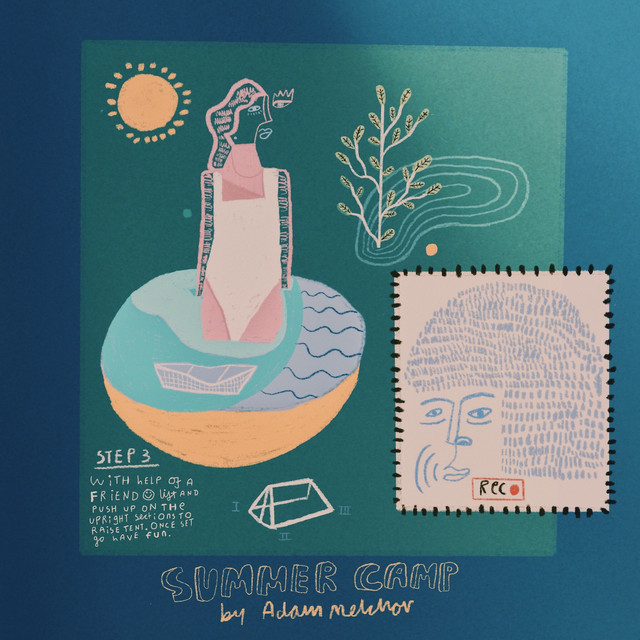 STEP 3
WITH help OF A
FRIEND list AND
PUSH UP ON THE
UPRIGHT SECTIONS TO
RAISE TENT. ONCE SET
go HAVE FUN.
I
II
III
REC
SUMMER CAMP
by Adam Melchor